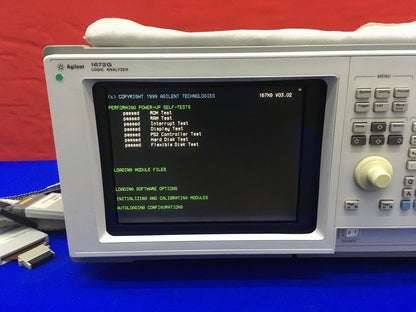 Agilent 1672G
LOGIC ANALYZER
MENU
(c) COPYRIGHT 1999 AGILENT TECHNOLOGIES 167XG V03.02
PERFORMING POWER-UP SELF-TESTS
passed ROM Test
passed RAM Test
passed Interrupt Test
passed Display Test
passed PS2 Controller Test
passed Hard Disk Test
passed Flexible Disk Test
LOADING MODULE FILES
LOADING SOFTWARE OPTIONS
INITIALIZING AND CALIBRATING MODULES
AUTOLOADING CONFIGURATIONS
POWER